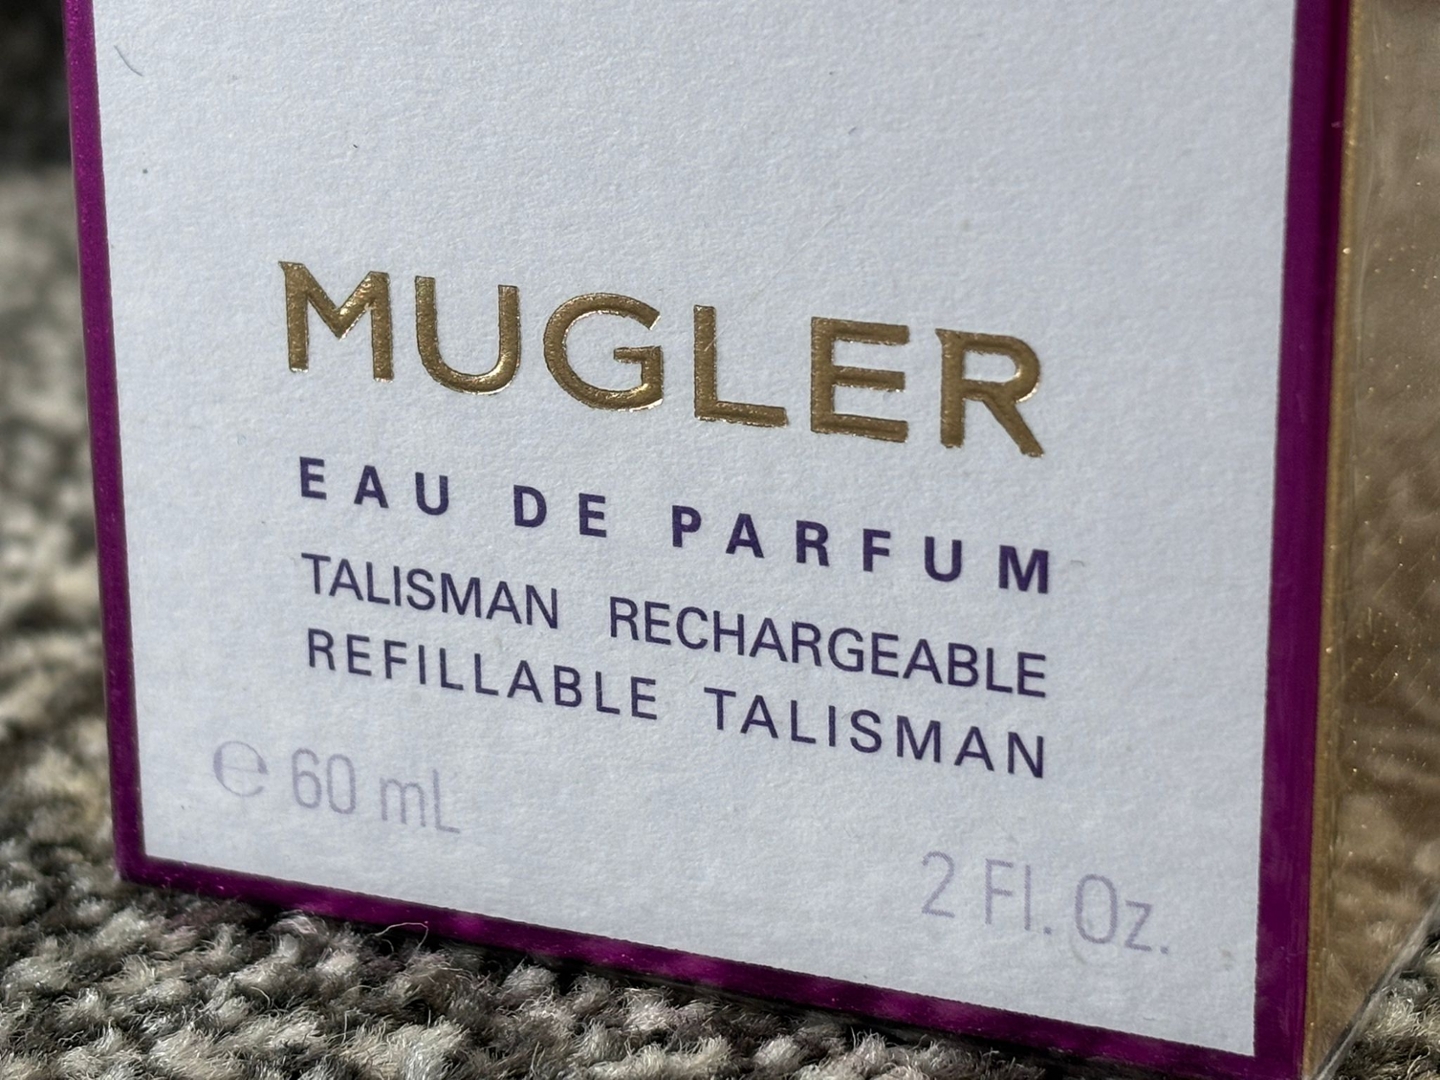 MUGLER
EAU DE PARFUM
TALISMAN RECHARGEABLE
REFILLABLE TALISMAN
℮ 60 mL
2 Fl. Oz.